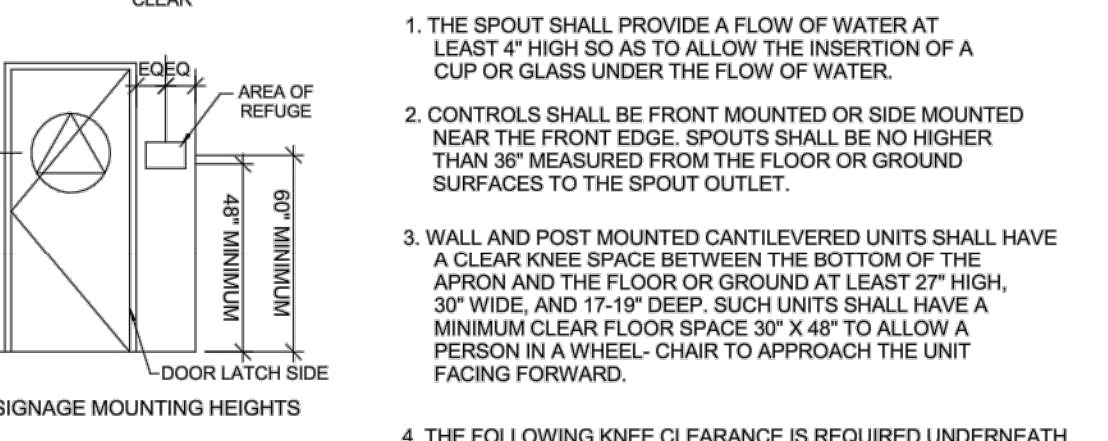 CLEAR
EQEQ
AREA OF
REFUGE
48" MINIMUM
60" MINIMUM
DOOR LATCH SIDE
SIGNAGE MOUNTING HEIGHTS
1. THE SPOUT SHALL PROVIDE A FLOW OF WATER AT
LEAST 4" HIGH SO AS TO ALLOW THE INSERTION OF A
CUP OR GLASS UNDER THE FLOW OF WATER.
2. CONTROLS SHALL BE FRONT MOUNTED OR SIDE MOUNTED
NEAR THE FRONT EDGE. SPOUTS SHALL BE NO HIGHER
THAN 36" MEASURED FROM THE FLOOR OR GROUND
SURFACES TO THE SPOUT OUTLET.
3. WALL AND POST MOUNTED CANTILEVERED UNITS SHALL HAVE
A CLEAR KNEE SPACE BETWEEN THE BOTTOM OF THE
APRON AND THE FLOOR OR GROUND AT LEAST 27" HIGH,
30" WIDE, AND 17-19" DEEP. SUCH UNITS SHALL HAVE A
MINIMUM CLEAR FLOOR SPACE 30" X 48" TO ALLOW A
PERSON IN A WHEEL- CHAIR TO APPROACH THE UNIT
FACING FORWARD.
4. THE FOLLOWING KNEE CLEARANCE IS REQUIRED UNDERNEATH